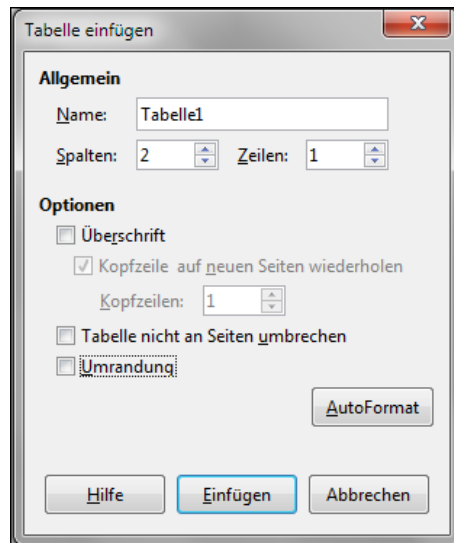 Tabelle einfügen
Allgemein
Name: Tabelle1
Spalten: 2 Zeilen: 1
Optionen
Überschrift
Kopfzeile auf neuen Seiten wiederholen
Kopfzeilen: 1
Tabelle nicht an Seiten umbrechen
Umrandung
AutoFormat
Hilfe Einfügen Abbrechen